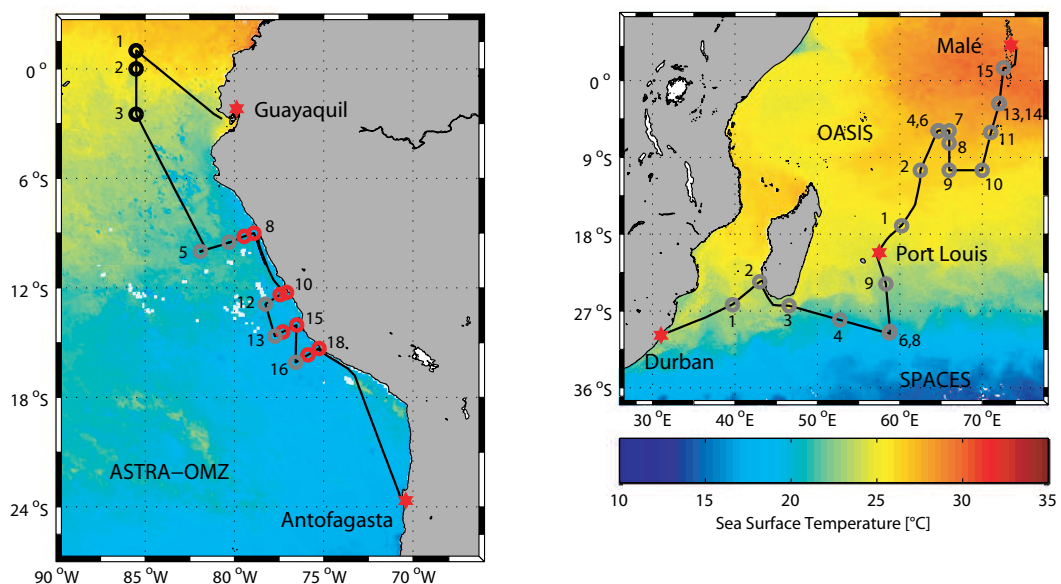 1
2
3
Guayaquil
5
8
10
12
13
15
16
18
ASTRA–OMZ
Antofagasta
0 °
6 °S
12 °S
18 °S
24 °S
90 °W
85 °W
80 °W
75 °W
70 °W
Malé
15
13,14
4,6
7
OASIS
8
11
2
9
10
1
Port Louis
2
9
1
3
4
6,8
Durban
SPACES
0 °
9°S
18°S
27°S
36°S
30 °E
40 °E
50 °E
60 °E
70 °E
10 15 20 25 30 35
Sea Surface Temperature [°C]